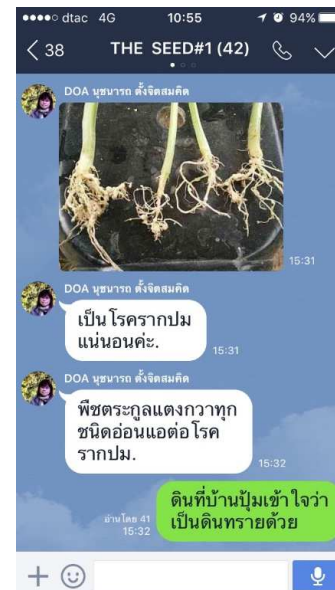 dtac 4G 10:55 94%
38 THE SEED#1 (42)
DOA นุชนารถ ตั้งจิตสมคิด
15:31
DOA นุชนารถ ตั้งจิตสมคิด
เป็นโรครากปม
แน่นอนค่ะ.
15:31
DOA นุชนารถ ตั้งจิตสมคิด
พืชตระกูลแตงกวาทุก
ชนิดอ่อนแอต่อโรค
รากปม.
15:32
ดินที่บ้านปุ้มเข้าใจว่า
เป็นดินทรายด้วย
อ่านโดย 41
15:32